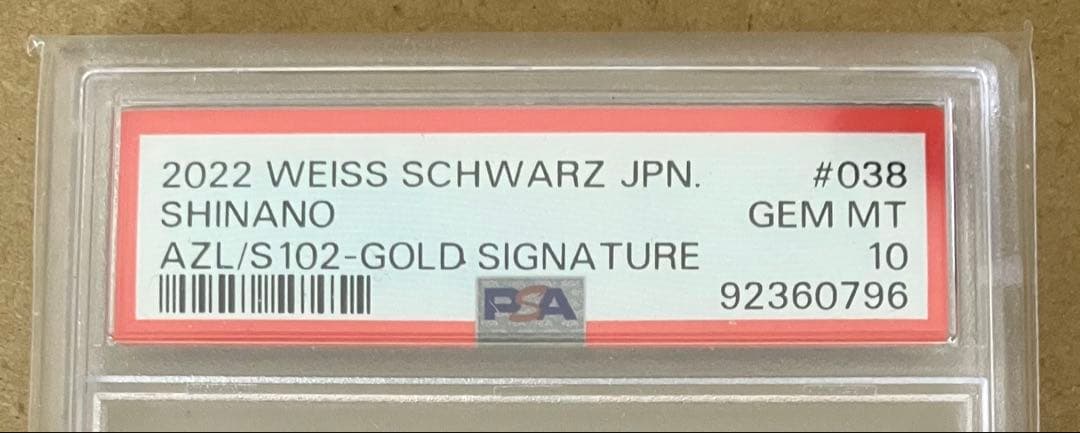 2022 WEISS SCHWARZ JPN. #038
SHINANO GEM MT
AZL/S102-GOLD SIGNATURE 10
PSA 92360796